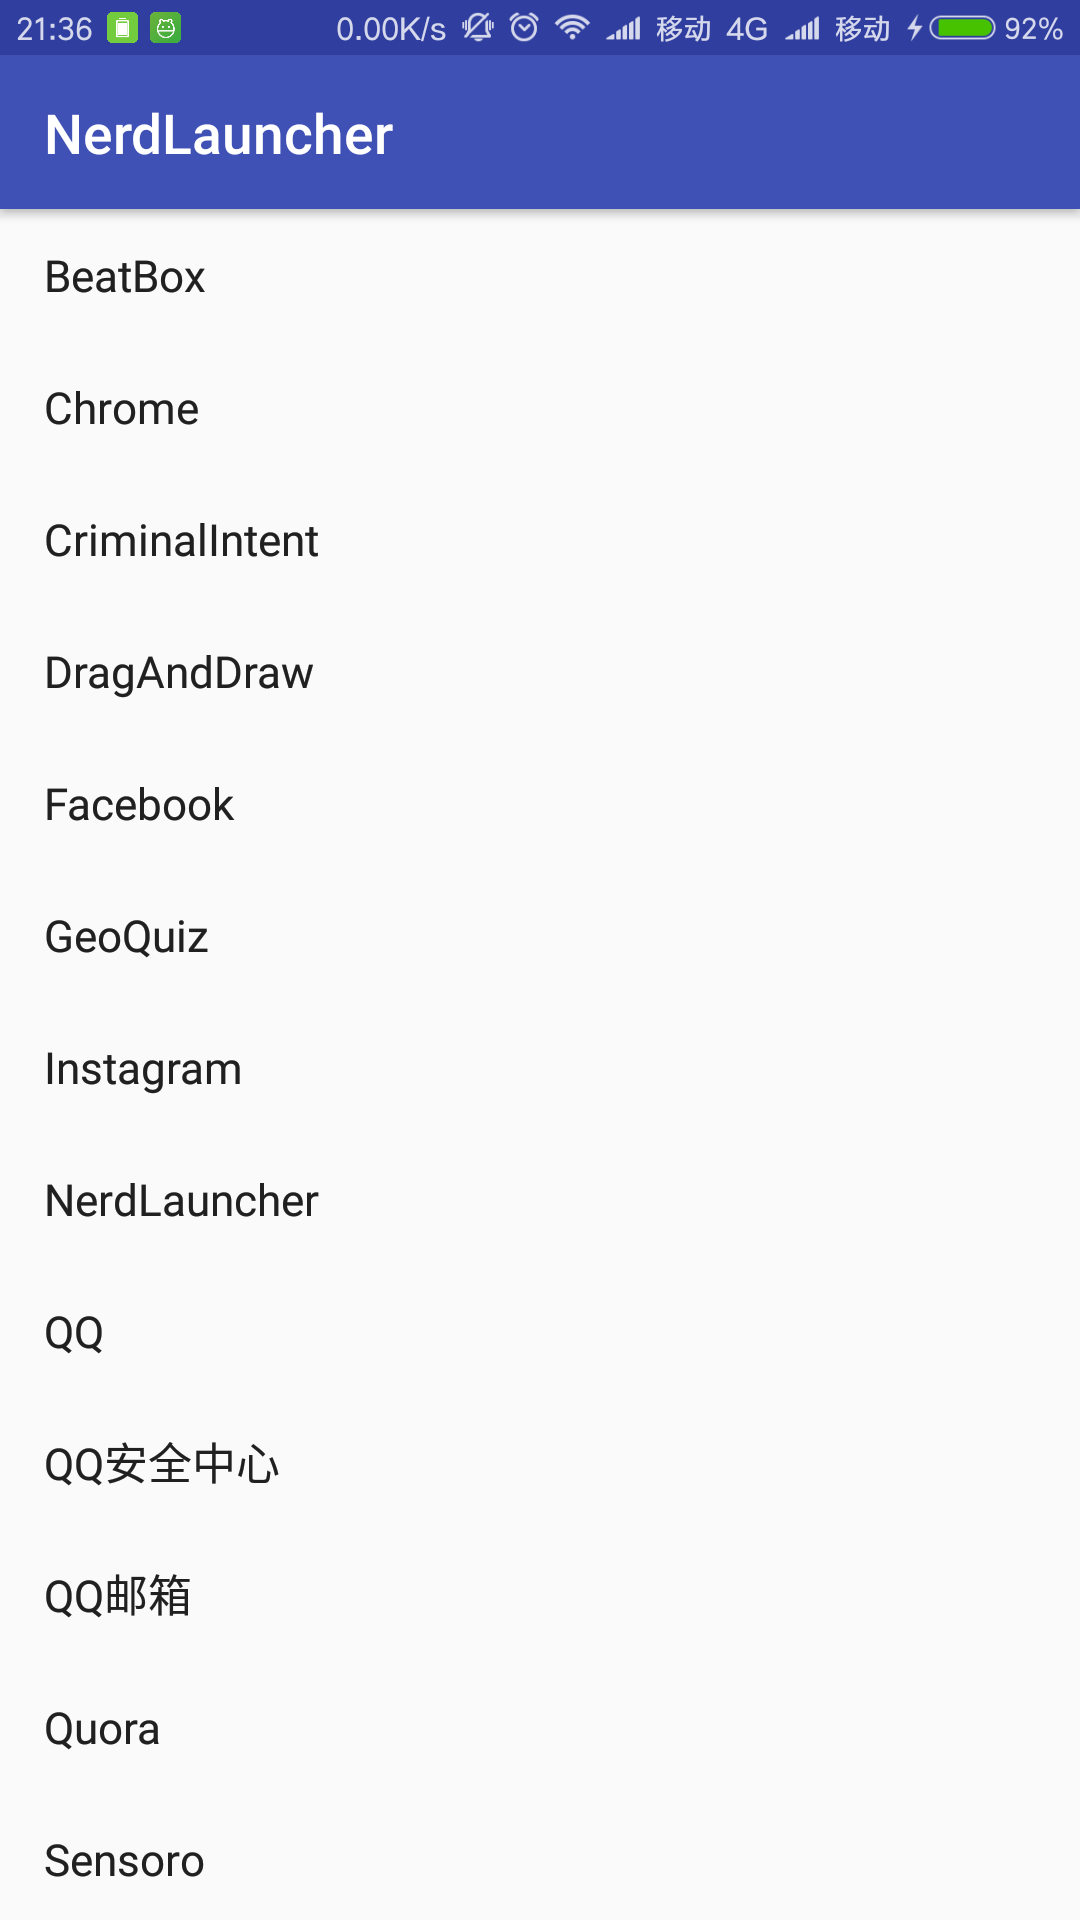 21:36 0.00K/s 移动 4G 移动 92%
NerdLauncher
BeatBox
Chrome
CriminalIntent
DragAndDraw
Facebook
GeoQuiz
Instagram
NerdLauncher
QQ
QQ安全中心
QQ邮箱
Quora
Sensoro